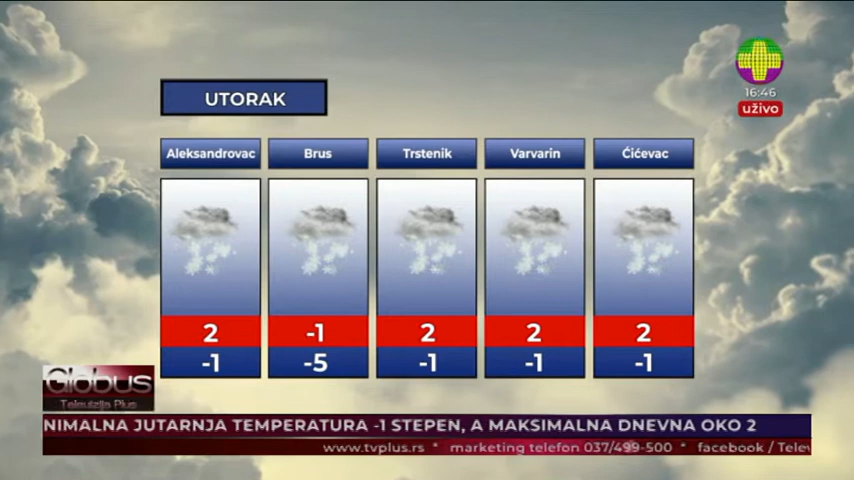 16:46
uživo
UTORAK
Aleksandrovac Brus Trstenik Varvarin Ćićevac
2 -1 2 2 2
-1 -5 -1 -1 -1
Globus
Televizija Plus
NIMALNA JUTARNJA TEMPERATURA -1 STEPEN, A MAKSIMALNA DNEVNA OKO 2
www.tvplus.rs * marketing telefon 037/499-500 * facebook / Telev